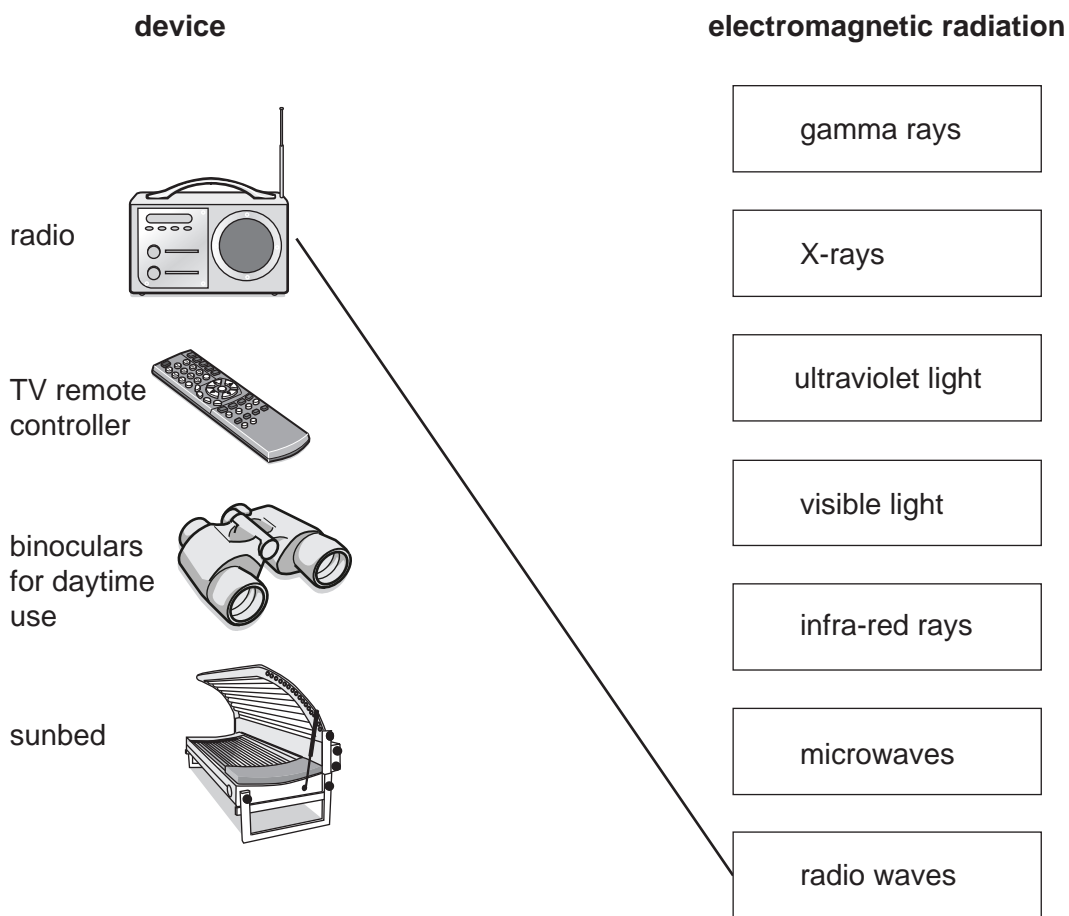 device
electromagnetic radiation
gamma rays
radio
X-rays
TV remote
controller
ultraviolet light
binoculars
for daytime
use
visible light
infra-red rays
sunbed
microwaves
radio waves